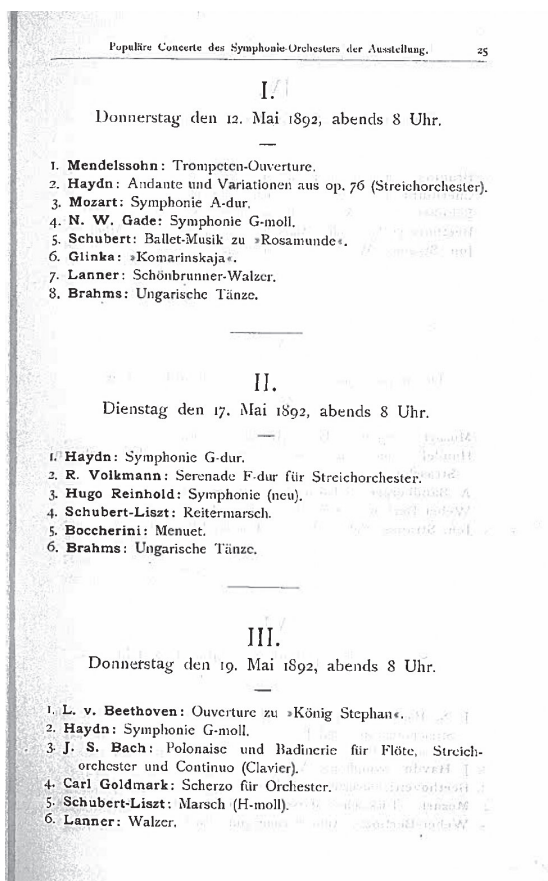 Populäre Concerte des Symphonie-Orchesters der Ausstellung. 25
I.
Donnerstag den 12. Mai 1892, abends 8 Uhr.
1. Mendelssohn: Trompeten-Ouverture.
2. Haydn: Andante und Variationen aus op. 76 (Streichorchester).
3. Mozart: Symphonie A-dur.
4. N. W. Gade: Symphonie G-moll.
5. Schubert: Ballet-Musik zu »Rosamunde«.
6. Glinka: »Komarinskaja«.
7. Lanner: Schönbrunner-Walzer.
8. Brahms: Ungarische Tänze.
II.
Dienstag den 17. Mai 1892, abends 8 Uhr.
1. Haydn: Symphonie G-dur.
2. R. Volkmann: Serenade F-dur für Streichorchester.
3. Hugo Reinhold: Symphonie (neu).
4. Schubert-Liszt: Reitermarsch.
5. Boccherini: Menuet.
6. Brahms: Ungarische Tänze.
III.
Donnerstag den 19. Mai 1892, abends 8 Uhr.
1. L. v. Beethoven: Ouverture zu »König Stephan«.
2. Haydn: Symphonie G-moll.
3. J. S. Bach: Polonaise und Badinerie für Flöte, Streich-
orchester und Continuo (Clavier).
4. Carl Goldmark: Scherzo für Orchester.
5. Schubert-Liszt: Marsch (H-moll).
6. Lanner: Walzer.